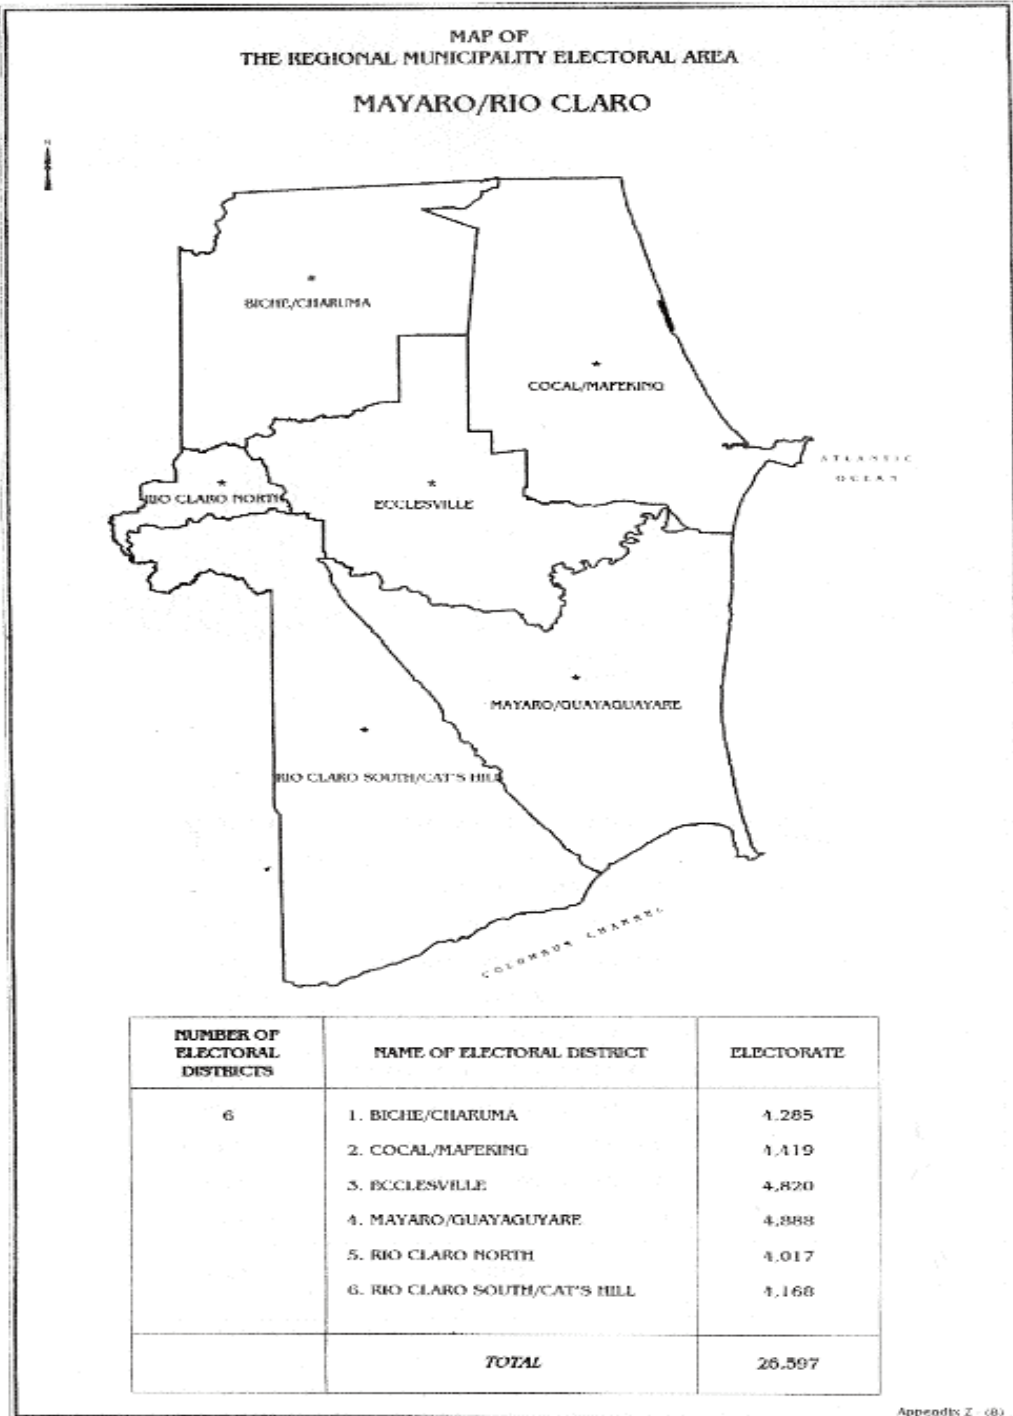 MAP OF
THE REGIONAL MUNICIPALITY ELECTORAL AREA
MAYARO/RIO CLARO
N
BICHE/CHARUMA
COCAL/MAFEKING
ATLANTIC
OCEAN
RIO CLARO NORTH
ECCLESVILLE
MAYARO/GUAYAGUAYARE
RIO CLARO SOUTH/CAT'S HILL
COLOMBUS CHANNEL
NUMBER OF
ELECTORAL
DISTRICTS
NAME OF ELECTORAL DISTRICT
ELECTORATE
6
1. BICHE/CHARUMA 4,285
2. COCAL/MAFEKING 4,419
3. ECCLESVILLE 4,820
4. MAYARO/GUAYAGUYARE 4,888
5. RIO CLARO NORTH 4,017
6. RIO CLARO SOUTH/CAT'S HILL 4,168
TOTAL 26,597
Appendix Z - (8)